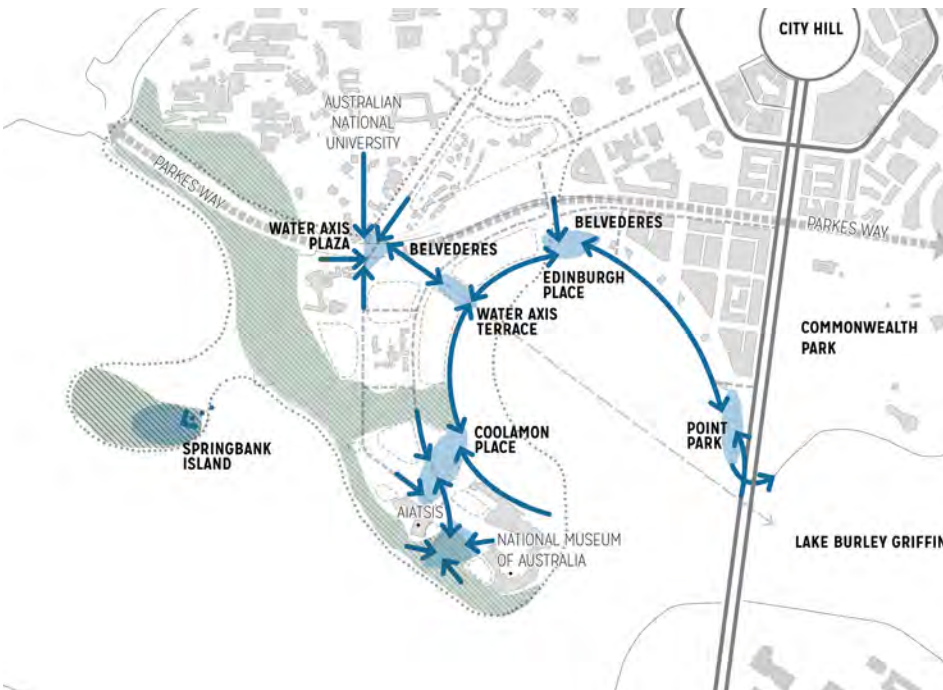 CITY HILL
AUSTRALIAN
NATIONAL
UNIVERSITY
PARKES WAY
WATER AXIS
PLAZA
BELVEDERES
BELVEDERES
PARKES WAY
EDINBURGH
PLACE
WATER AXIS
TERRACE
COMMONWEALTH
PARK
SPRINGBANK
ISLAND
COOLAMON
PLACE
POINT
PARK
AIATSIS
NATIONAL MUSEUM
OF AUSTRALIA
LAKE BURLEY GRIFFIN